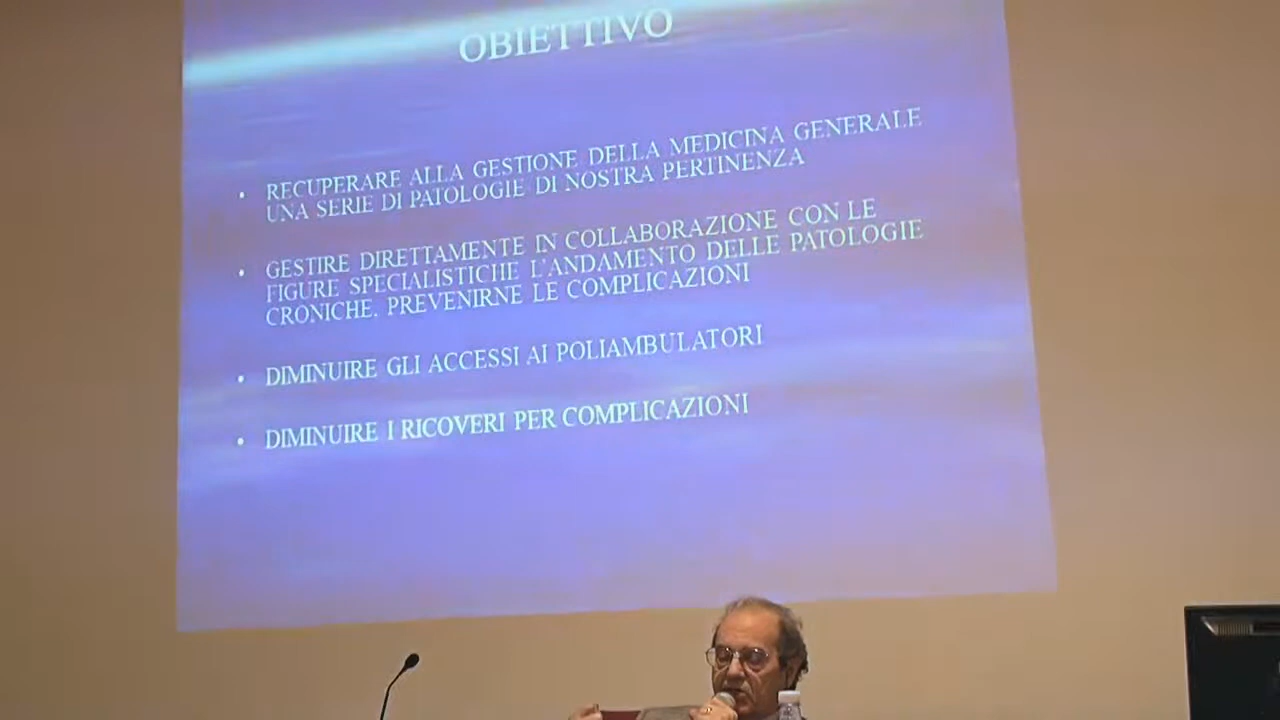 OBIETTIVO
• RECUPERARE ALLA GESTIONE DELLA MEDICINA GENERALE
UNA SERIE DI PATOLOGIE DI NOSTRA PERTINENZA
• GESTIRE DIRETTAMENTE IN COLLABORAZIONE CON LE
FIGURE SPECIALISTICHE L'ANDAMENTO DELLE PATOLOGIE
CRONICHE. PREVENIRNE LE COMPLICAZIONI
• DIMINUIRE GLI ACCESSI AI POLIAMBULATORI
• DIMINUIRE I RICOVERI PER COMPLICAZIONI